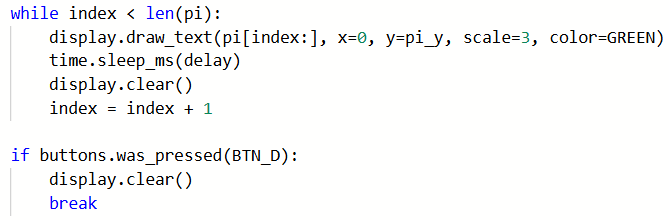 while index < len(pi):
    display.draw_text(pi[index:], x=0, y=pi_y, scale=3, color=GREEN)
    time.sleep_ms(delay)
    display.clear()
    index = index + 1

if buttons.was_pressed(BTN_D):
    display.clear()
    break